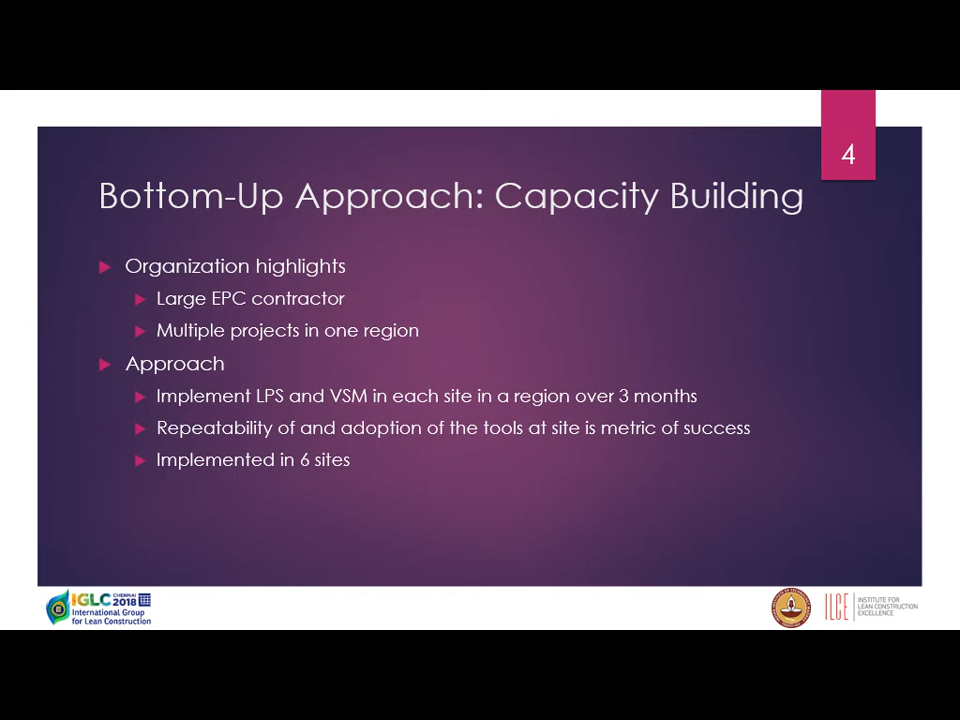 4
Bottom-Up Approach: Capacity Building
Organization highlights
Large EPC contractor
Multiple projects in one region
Approach
Implement LPS and VSM in each site in a region over 3 months
Repeatability of and adoption of the tools at site is metric of success
Implemented in 6 sites
IGLC CHENNAI 2018
International Group
for Lean Construction
ILCE
INSTITUTE FOR
LEAN CONSTRUCTION
EXCELLENCE